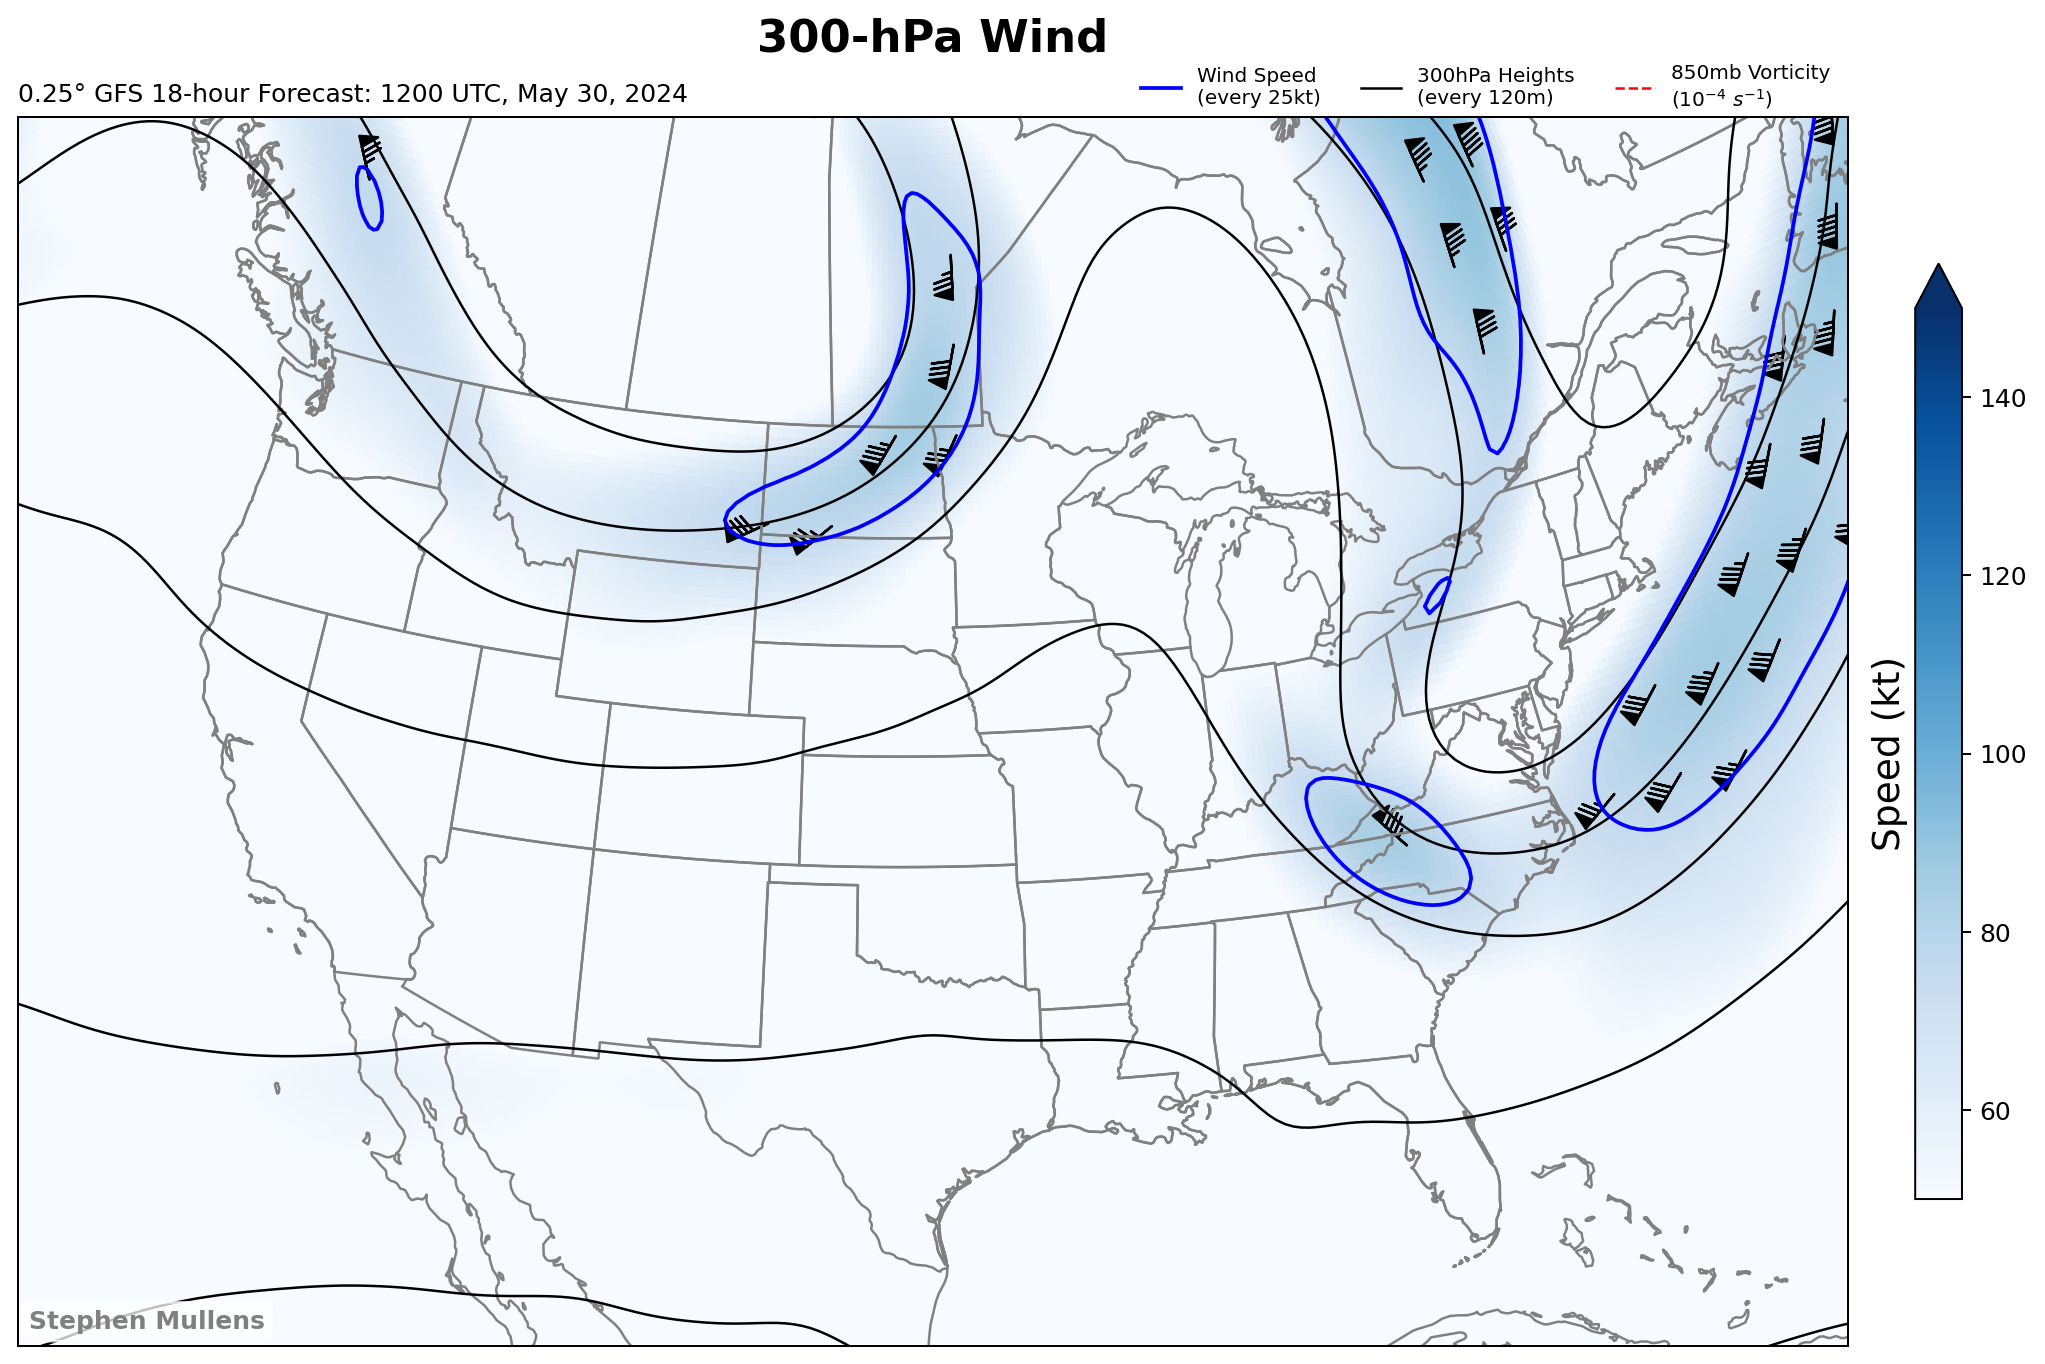 300-hPa Wind
0.25° GFS 18-hour Forecast: 1200 UTC, May 30, 2024
Wind Speed
(every 25kt)
300hPa Heights
(every 120m)
850mb Vorticity
(10⁻⁴ s⁻¹)
140
120
100
80
60
Speed (kt)
Stephen Mullens